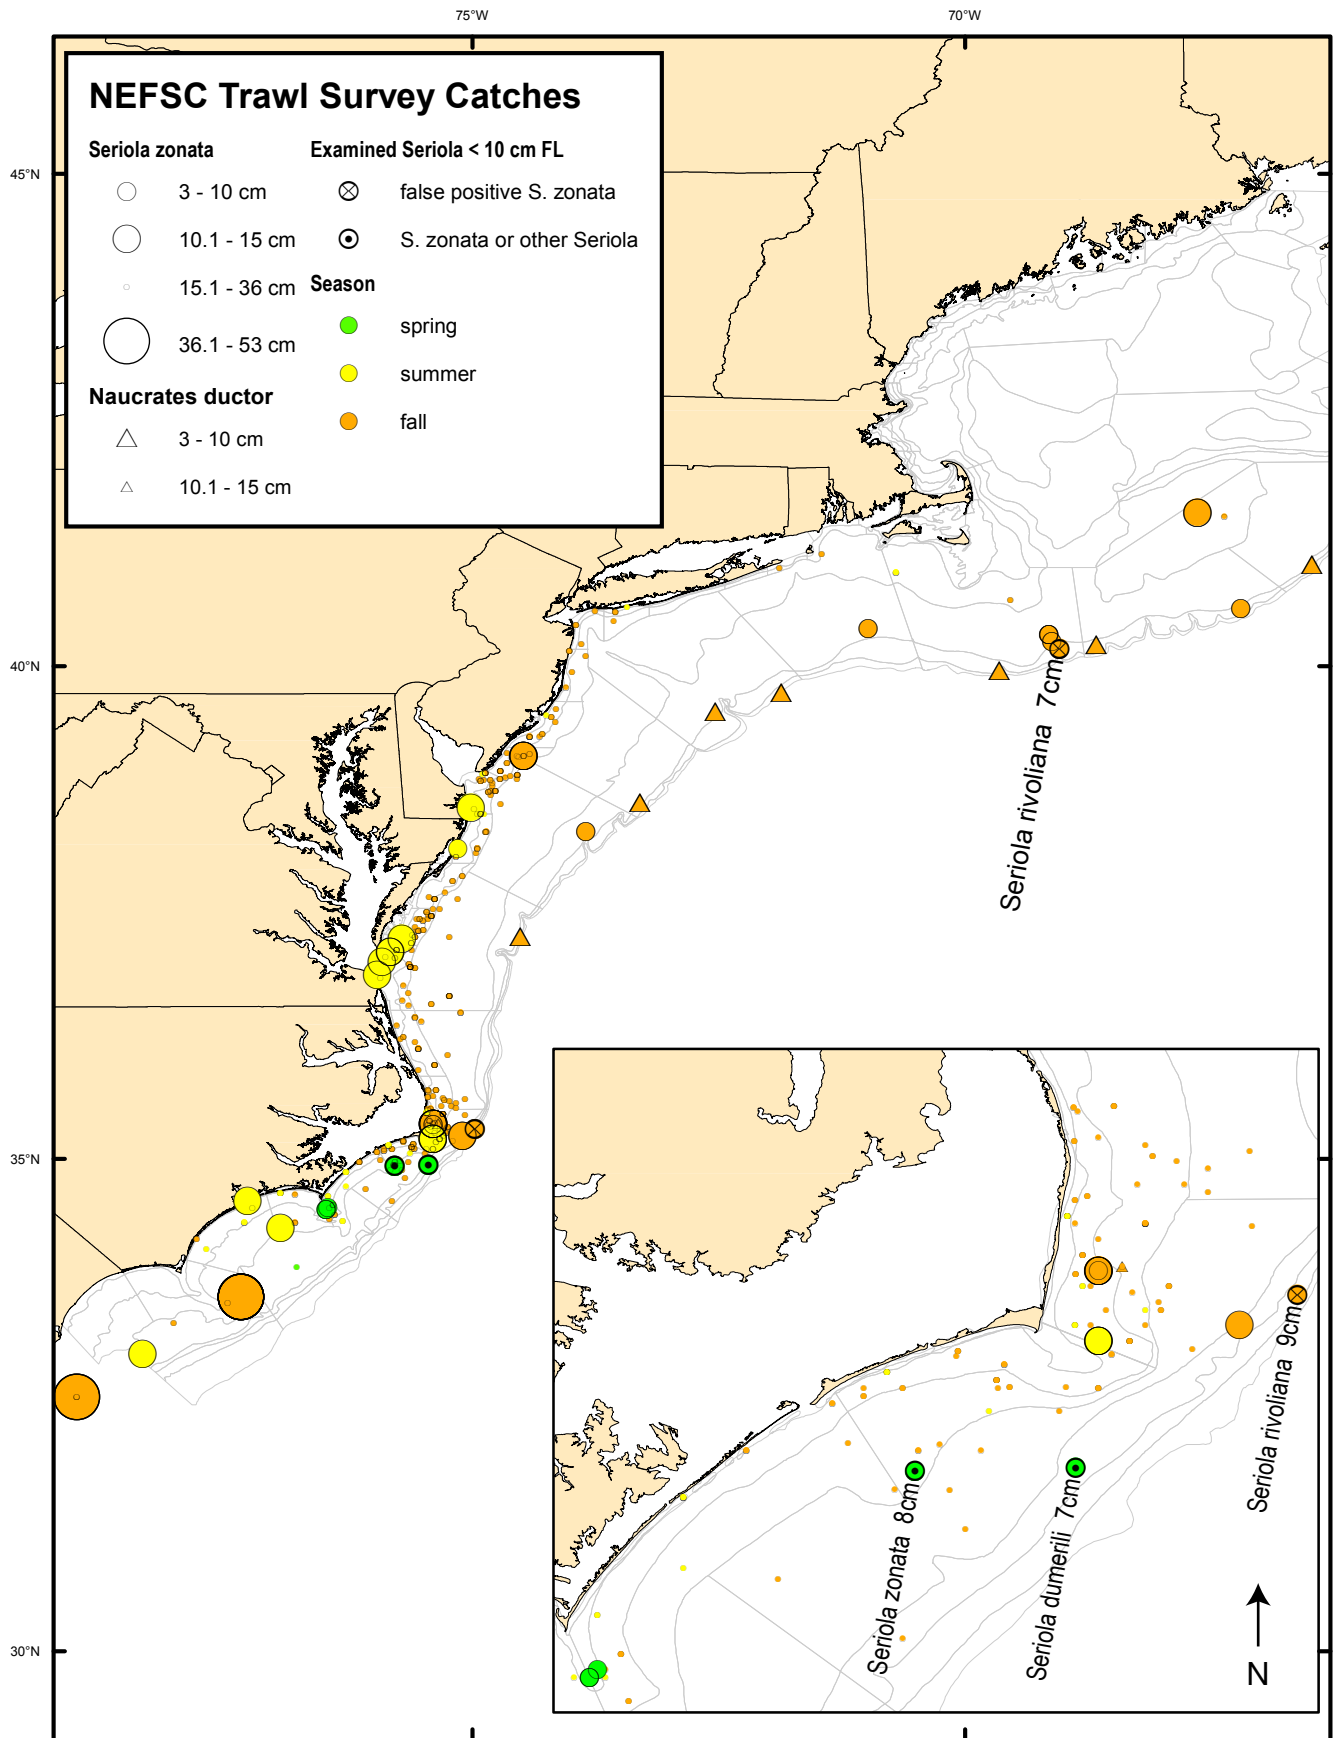 75°W
70°W
NEFSC Trawl Survey Catches
Seriola zonata
3 - 10 cm
10.1 - 15 cm
15.1 - 36 cm
36.1 - 53 cm
Naucrates ductor
3 - 10 cm
10.1 - 15 cm
Examined Seriola < 10 cm FL
false positive S. zonata
S. zonata or other Seriola
Season
spring
summer
fall
45°N
40°N
35°N
30°N
Seriola rivoliana 7cm
Seriola zonata 8cm
Seriola dumerili 7cm
Seriola rivoliana 9cm
N